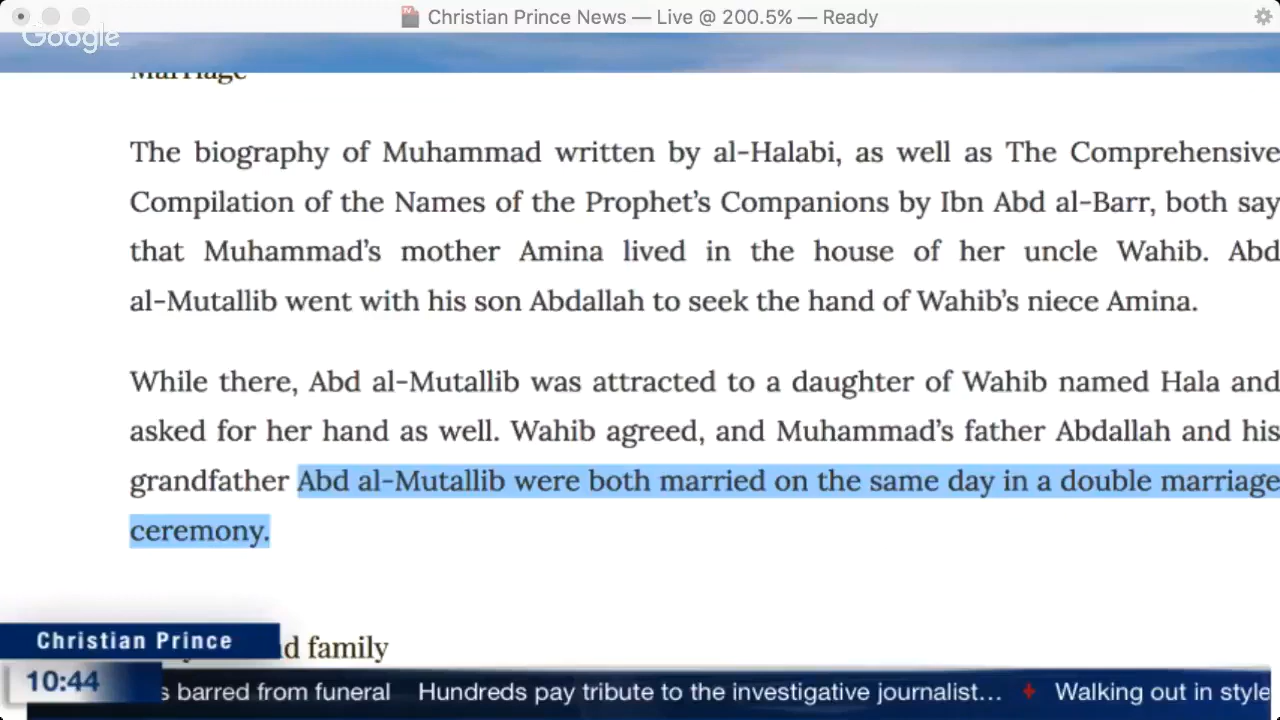 Christian Prince News — Live @ 200.5% — Ready
Google
Marriage
The biography of Muhammad written by al-Halabi, as well as The Comprehensive
Compilation of the Names of the Prophet's Companions by Ibn Abd al-Barr, both say
that Muhammad's mother Amina lived in the house of her uncle Wahib. Abd
al-Mutallib went with his son Abdallah to seek the hand of Wahib's niece Amina.
While there, Abd al-Mutallib was attracted to a daughter of Wahib named Hala and
asked for her hand as well. Wahib agreed, and Muhammad's father Abdallah and his
grandfather Abd al-Mutallib were both married on the same day in a double marriage
ceremony.
family
Christian Prince
10:44
s barred from funeral Hundreds pay tribute to the investigative journalist... + Walking out in style